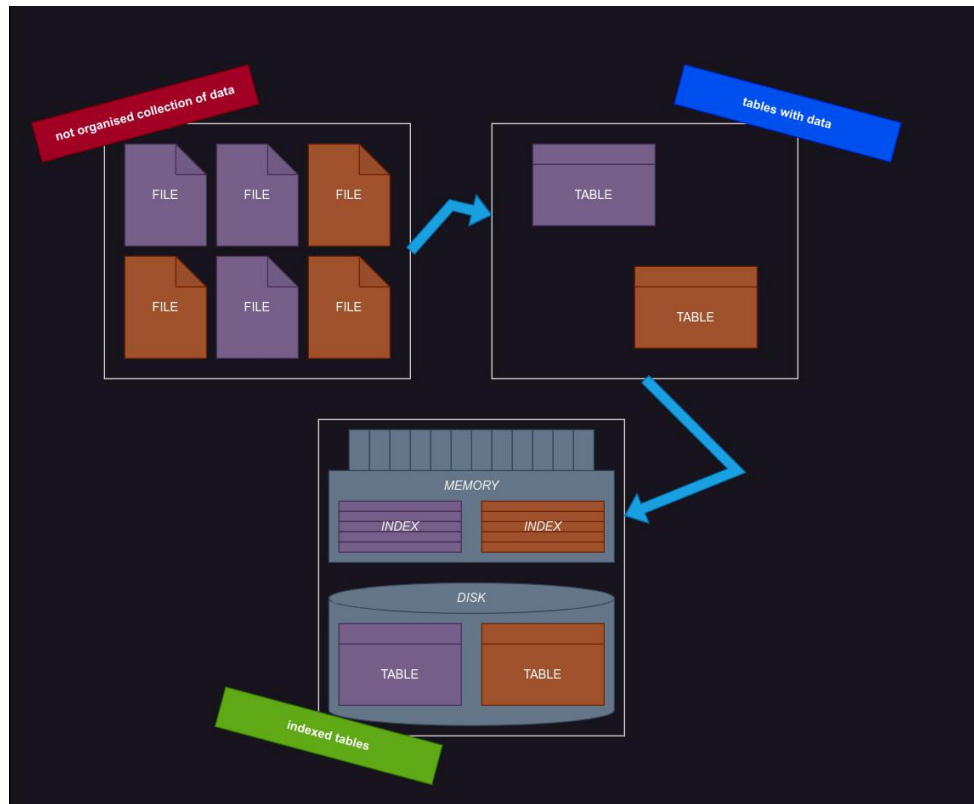 not organised collection of data
tables with data
FILE
FILE
FILE
TABLE
FILE
FILE
FILE
TABLE
MEMORY
INDEX
INDEX
DISK
TABLE
TABLE
indexed tables